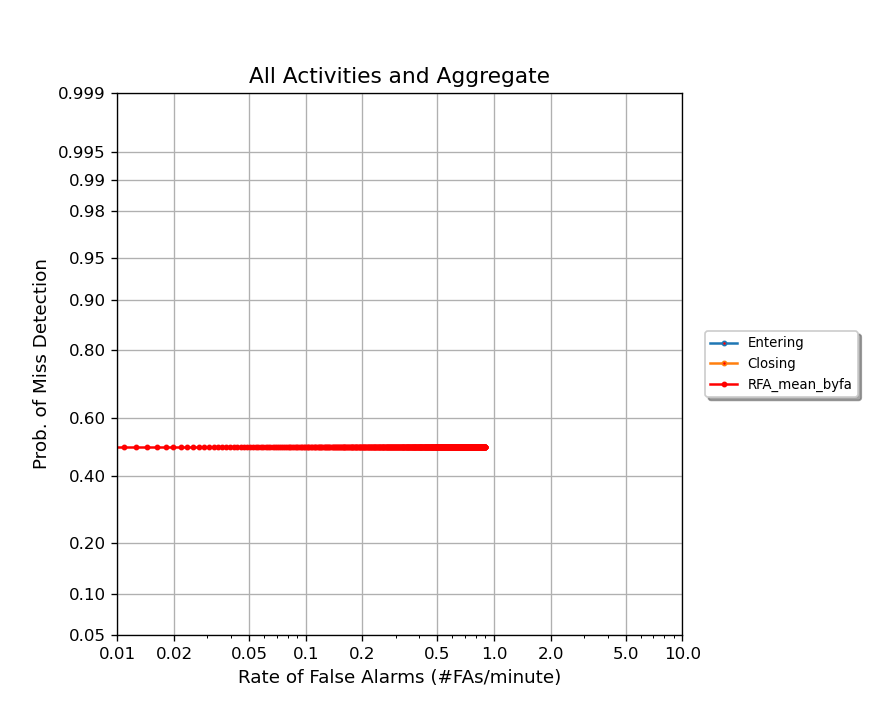 All Activities and Aggregate
Prob. of Miss Detection
0.999
0.995
0.99
0.98
0.95
0.90
0.80
0.60
0.40
0.20
0.10
0.05
0.01 0.02 0.05 0.1 0.2 0.5 1.0 2.0 5.0 10.0
Rate of False Alarms (#FAs/minute)
Entering
Closing
RFA_mean_byfa